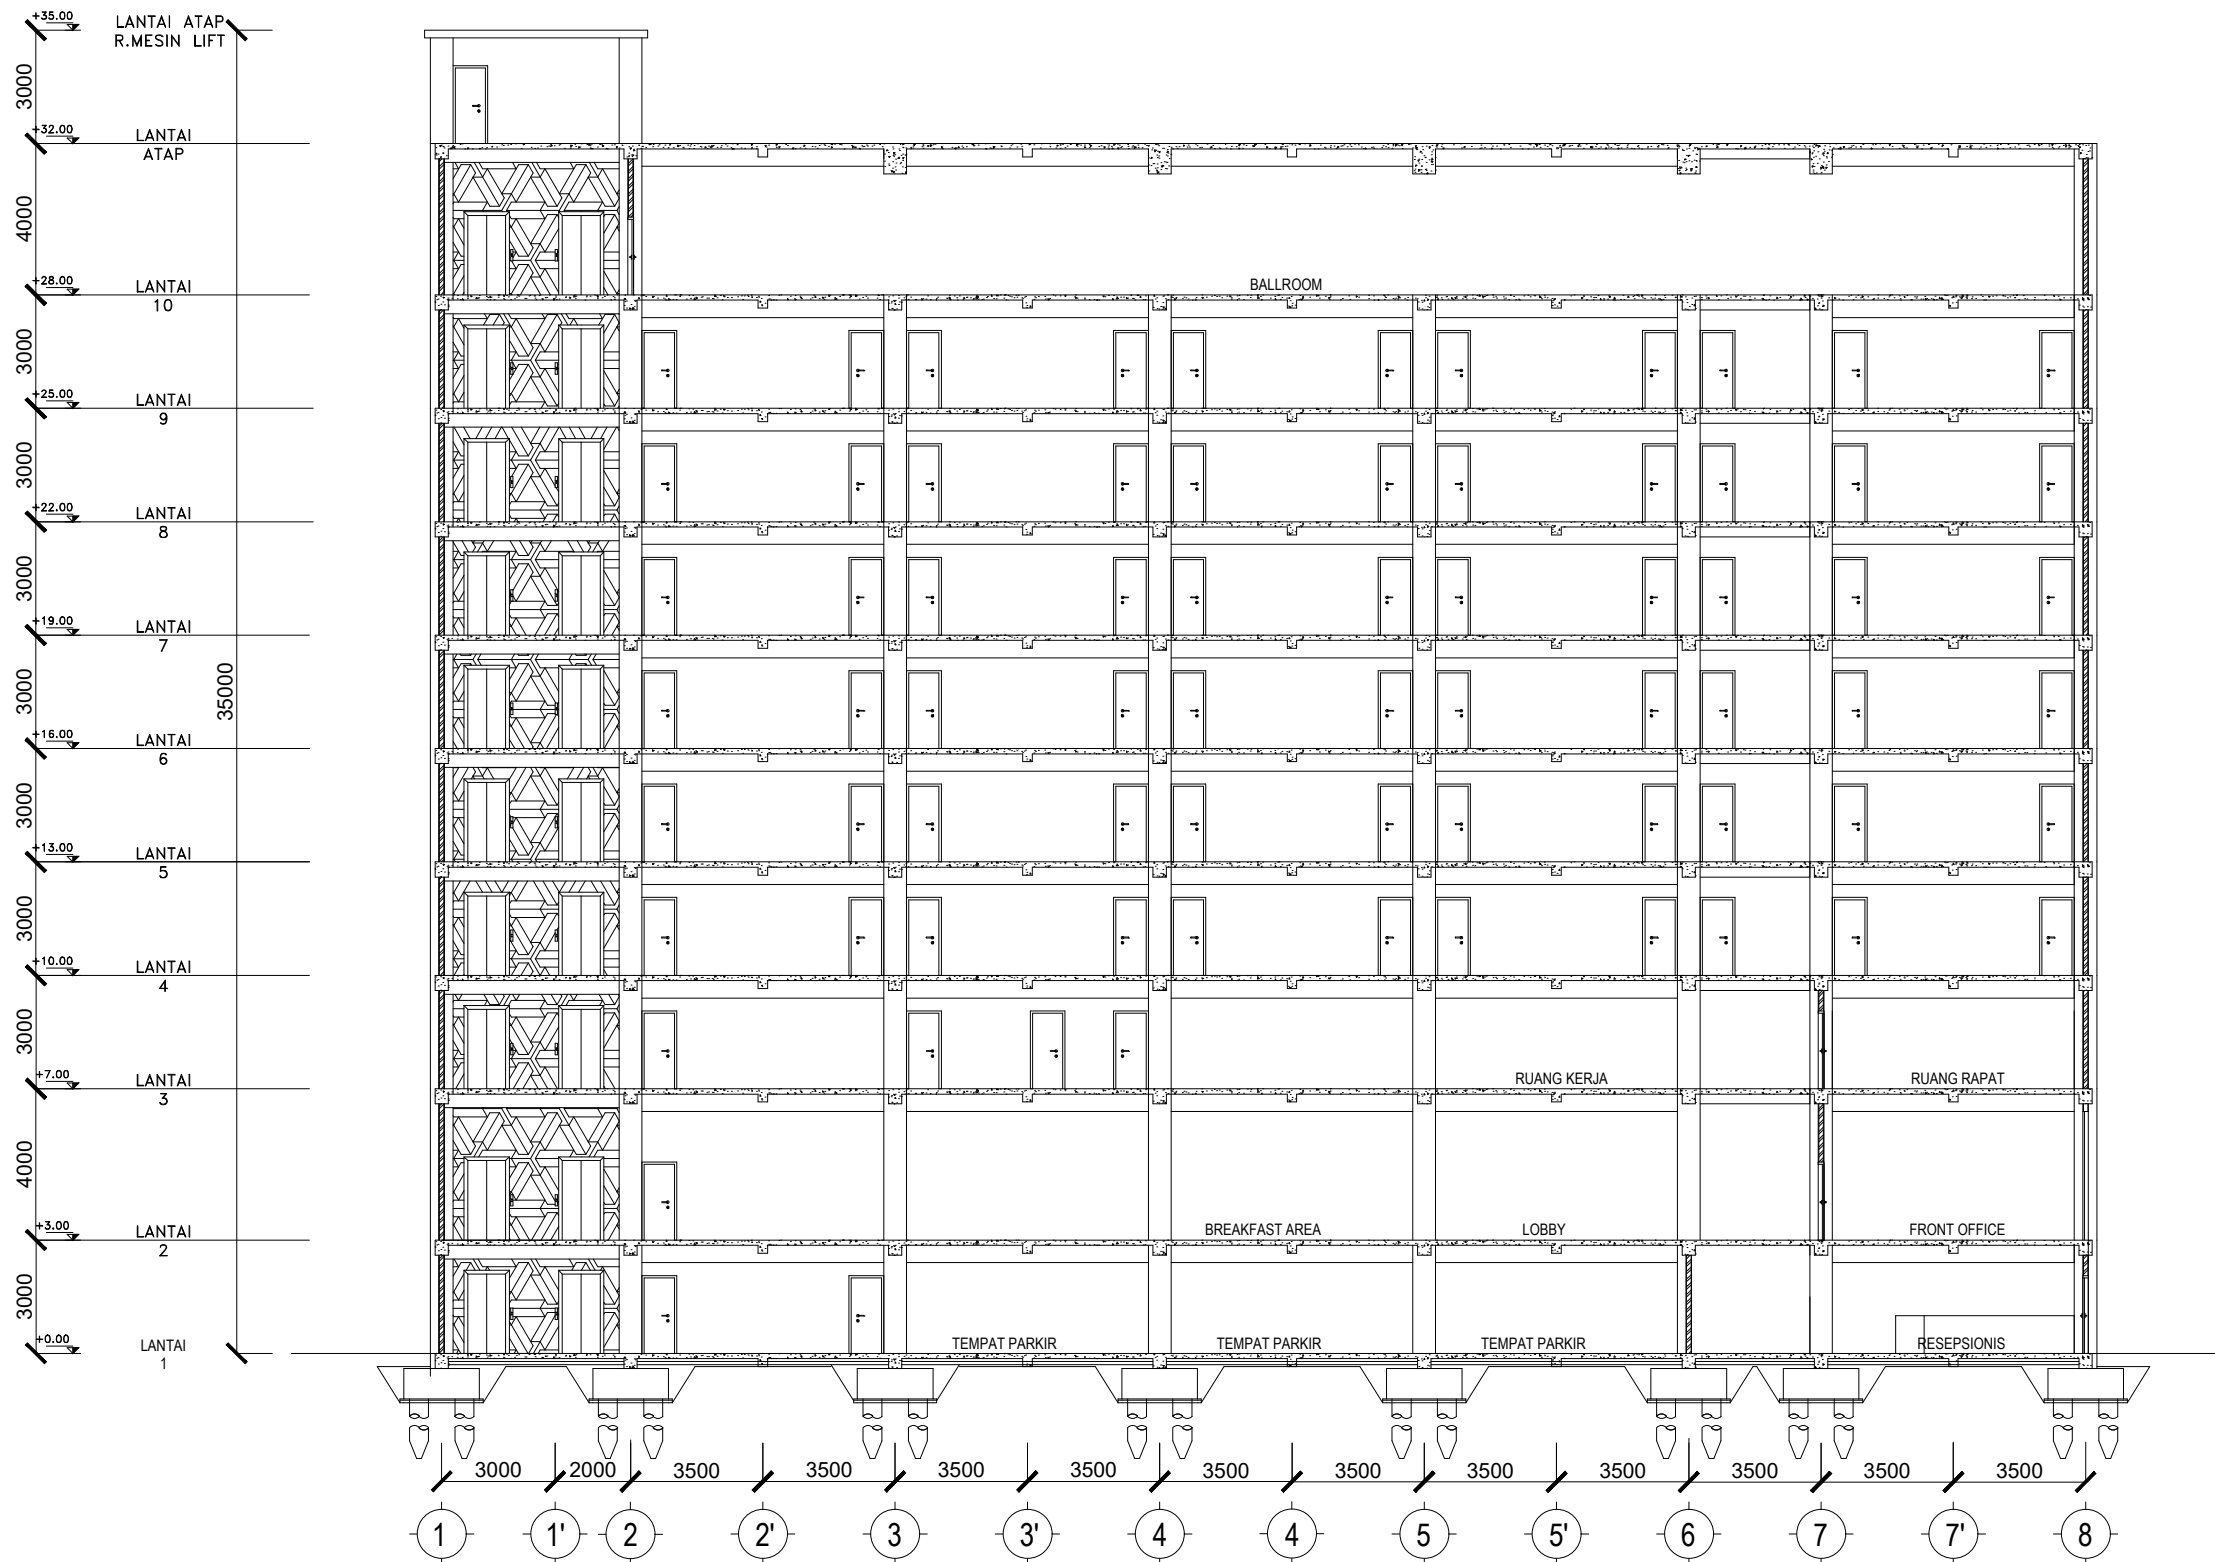 +35.00
LANTAI ATAP
R.MESIN LIFT
3000
+32.00
LANTAI
ATAP
4000
BALLROOM
+28.00
LANTAI
10
3000
+25.00
LANTAI
9
3000
+22.00
LANTAI
8
3000
+19.00
LANTAI
7
3000
35000
+16.00
LANTAI
6
3000
+13.00
LANTAI
5
3000
+10.00
LANTAI
4
3000
RUANG KERJA
RUANG RAPAT
+7.00
LANTAI
3
4000
BREAKFAST AREA
LOBBY
FRONT OFFICE
+3.00
LANTAI
2
3000
TEMPAT PARKIR
TEMPAT PARKIR
TEMPAT PARKIR
RESEPSIONIS
+0.00
LANTAI
1
3000 2000 3500 3500 3500 3500 3500 3500 3500 3500 3500 3500 3500
1 1' 2 2' 3 3' 4 4 5 5' 6 7 7' 8